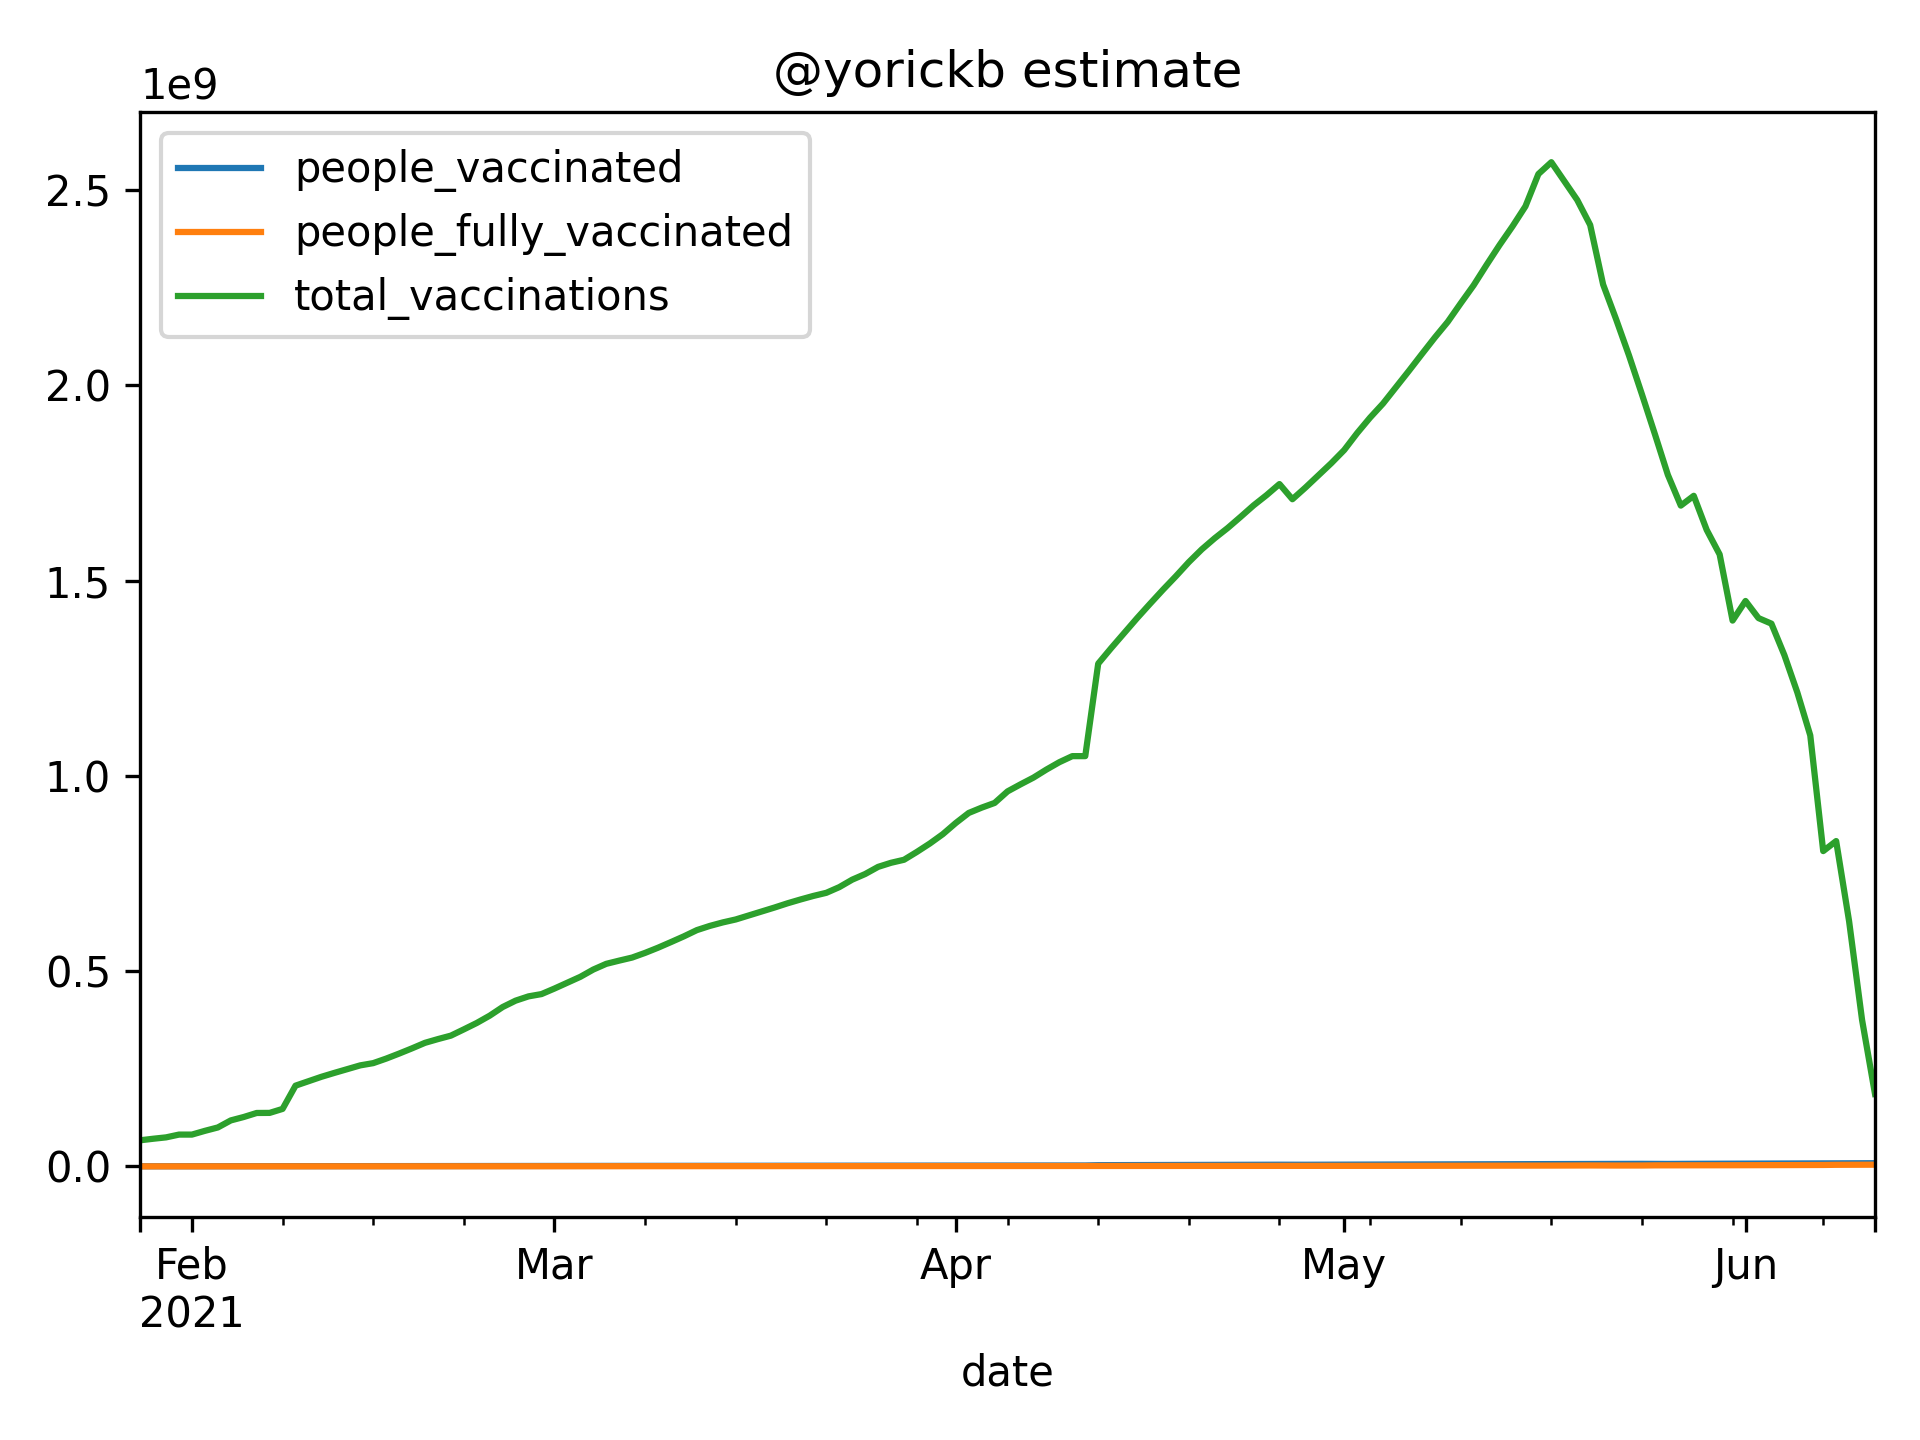 @yorickb estimate
1e9
people_vaccinated
people_fully_vaccinated
total_vaccinations
2.5
2.0
1.5
1.0
0.5
0.0
Feb Mar Apr May Jun
2021
date